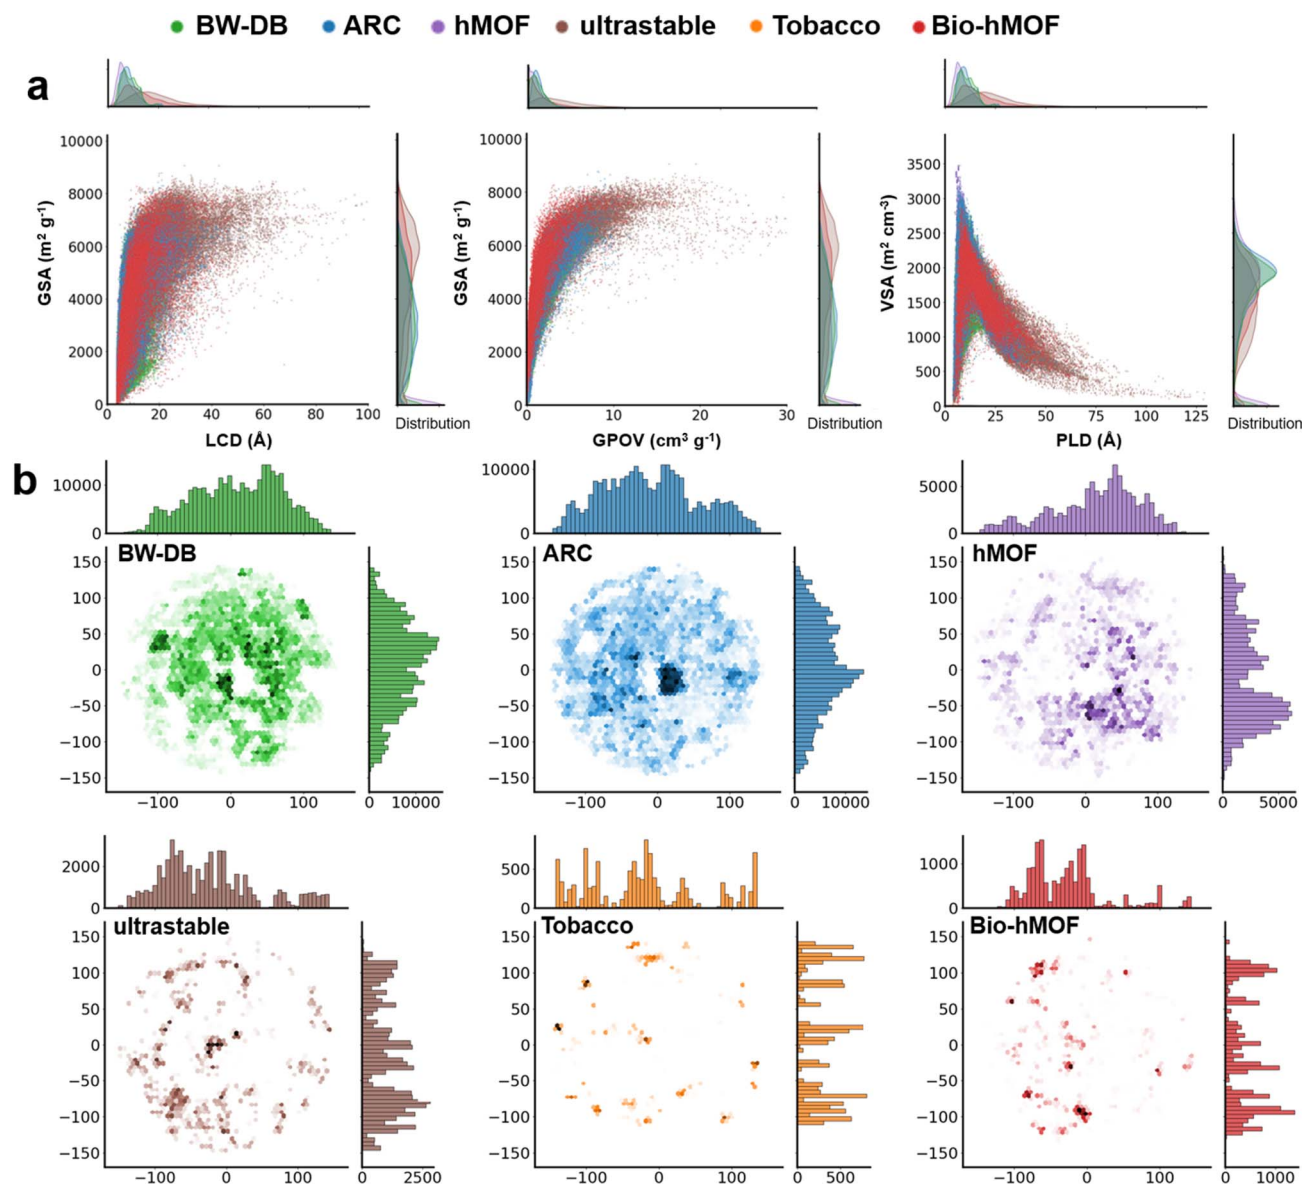 BW-DB ARC hMOF ultrastable Tobacco Bio-hMOF
a
10000 8000 6000 4000 2000 0
GSA (m² g⁻¹)
0 20 40 60 80 100
LCD (Å)
Distribution
10000 8000 6000 4000 2000 0
GSA (m² g⁻¹)
0 10 20 30
GPOV (cm³ g⁻¹)
Distribution
3500 3000 2500 2000 1500 1000 500 0
VSA (m² cm⁻³)
0 25 50 75 100 125
PLD (Å)
Distribution
b
10000 0
BW-DB
150 100 50 0 −50 −100 −150
−100 0 100
0 10000
10000 0
ARC
150 100 50 0 −50 −100 −150
−100 0 100
0 10000
5000 0
hMOF
150 100 50 0 −50 −100 −150
−100 0 100
0 5000
2000 0
ultrastable
150 100 50 0 −50 −100 −150
−100 0 100
0 2500
500 0
Tobacco
150 100 50 0 −50 −100 −150
−100 0 100
0 500
1000 0
Bio-hMOF
150 100 50 0 −50 −100 −150
−100 0 100
0 1000